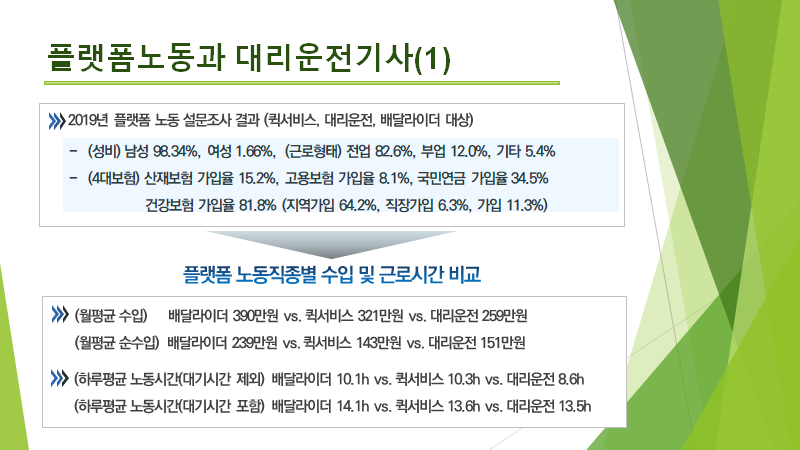 플랫폼노동과 대리운전기사(1)
2019년 플랫폼 노동 설문조사 결과 (퀵서비스, 대리운전, 배달라이더 대상)
- (성비) 남성 98.34%, 여성 1.66%, (근로형태) 전업 82.6%, 부업 12.0%, 기타 5.4%
- (4대보험) 산재보험 가입율 15.2%, 고용보험 가입율 8.1%, 국민연금 가입율 34.5%
건강보험 가입율 81.8% (지역가입 64.2%, 직장가입 6.3%, 가입 11.3%)
플랫폼 노동직종별 수입 및 근로시간 비교
(월평균 수입) 배달라이더 390만원 vs. 퀵서비스 321만원 vs. 대리운전 259만원
(월평균 순수입) 배달라이더 239만원 vs. 퀵서비스 143만원 vs. 대리운전 151만원
(하루평균 노동시간(대기시간 제외) 배달라이더 10.1h vs. 퀵서비스 10.3h vs. 대리운전 8.6h
(하루평균 노동시간(대기시간 포함) 배달라이더 14.1h vs. 퀵서비스 13.6h vs. 대리운전 13.5h